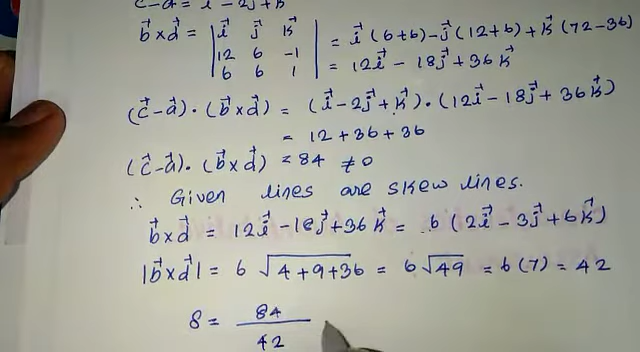 c⃗-a⃗ = i⃗ - 2j⃗ + k⃗
b⃗ × d⃗ = | i⃗ j⃗ k⃗ | = i⃗ (6+6) - j⃗ (12+6) + k⃗ (72-36)
| 12 6 -1 | = 12i⃗ - 18j⃗ + 36k⃗
| 6 6 1 |
(c⃗-a⃗) · (b⃗×d⃗) = (i⃗-2j⃗+k⃗) · (12i⃗-18j⃗+36k⃗)
= 12+36+36
(c⃗-a⃗) · (b⃗×d⃗) = 84 ≠0
∴ Given lines are skew lines.
b⃗×d⃗ = 12i⃗-18j⃗+36k⃗ = 6 (2i⃗-3j⃗+6k⃗)
|b⃗×d⃗| = 6 √4+9+36 = 6√49 = 6(7) = 42
δ = 84/42